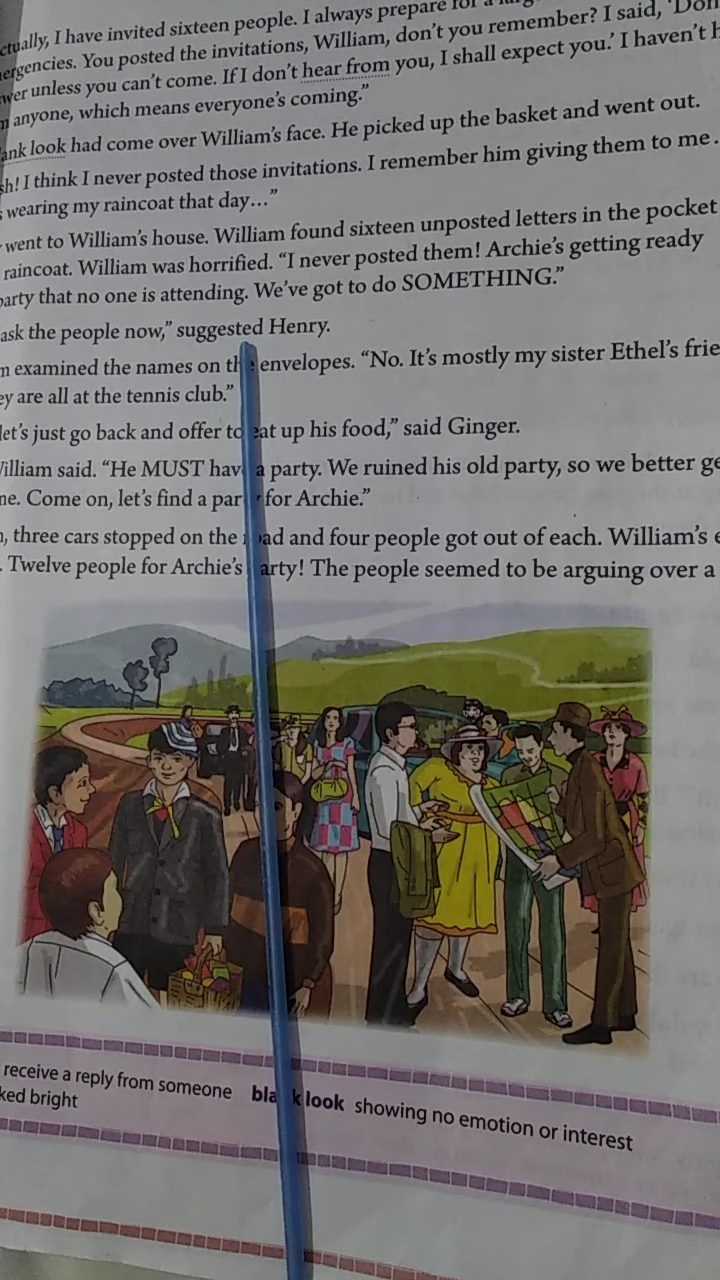 ctually, I have invited sixteen people. I always prepare for a
ergencies. You posted the invitations, William, don't you remember? I said, 'Don
wer unless you can't come. If I don't hear from you, I shall expect you.' I haven't h
anyone, which means everyone's coming."
ank look had come over William's face. He picked up the basket and went out.
sh! I think I never posted those invitations. I remember him giving them to me.
wearing my raincoat that day..."
went to William's house. William found sixteen unposted letters in the pocket
raincoat. William was horrified. "I never posted them! Archie's getting ready
party that no one is attending. We've got to do SOMETHING."
ask the people now," suggested Henry.
examined the names on the envelopes. "No. It's mostly my sister Ethel's frie
ey are all at the tennis club."
let's just go back and offer to eat up his food," said Ginger.
William said. "He MUST have a party. We ruined his old party, so we better ge
ne. Come on, let's find a party for Archie."
, three cars stopped on the road and four people got out of each. William's e
. Twelve people for Archie's party! The people seemed to be arguing over a
receive a reply from someone blank look showing no emotion or interest
ked bright